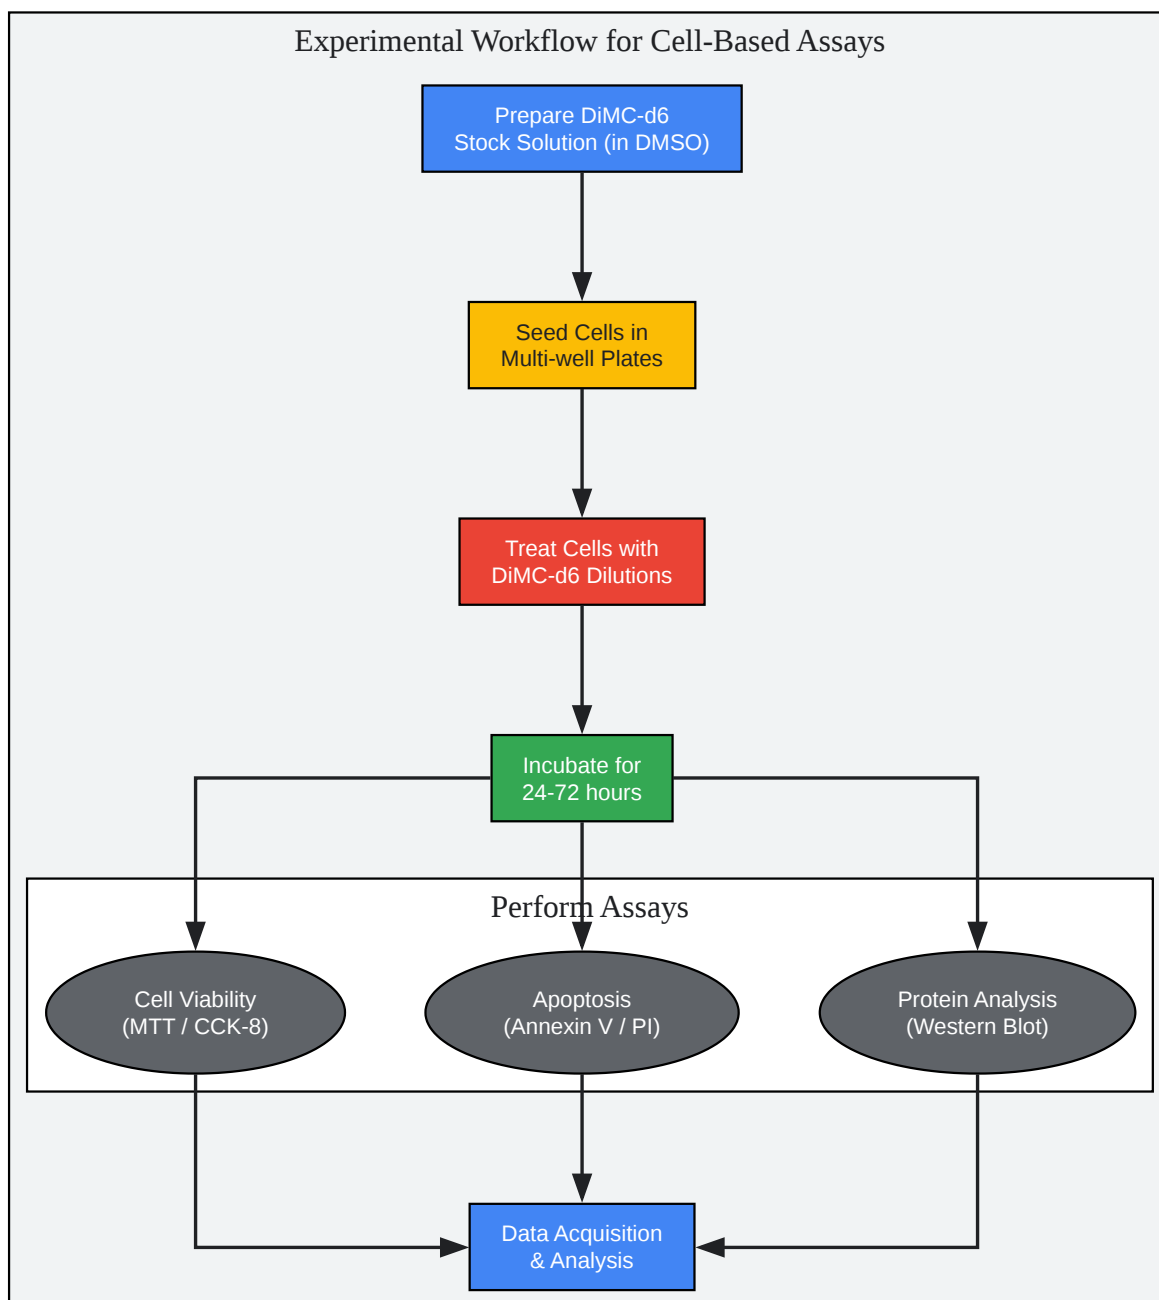 Experimental Workflow for Cell-Based Assays
Prepare DiMC-d6
Stock Solution (in DMSO)
Seed Cells in
Multi-well Plates
Treat Cells with
DiMC-d6 Dilutions
Incubate for
24-72 hours
Perform Assays
Cell Viability
(MTT / CCK-8)
Apoptosis
(Annexin V / PI)
Protein Analysis
(Western Blot)
Data Acquisition
& Analysis